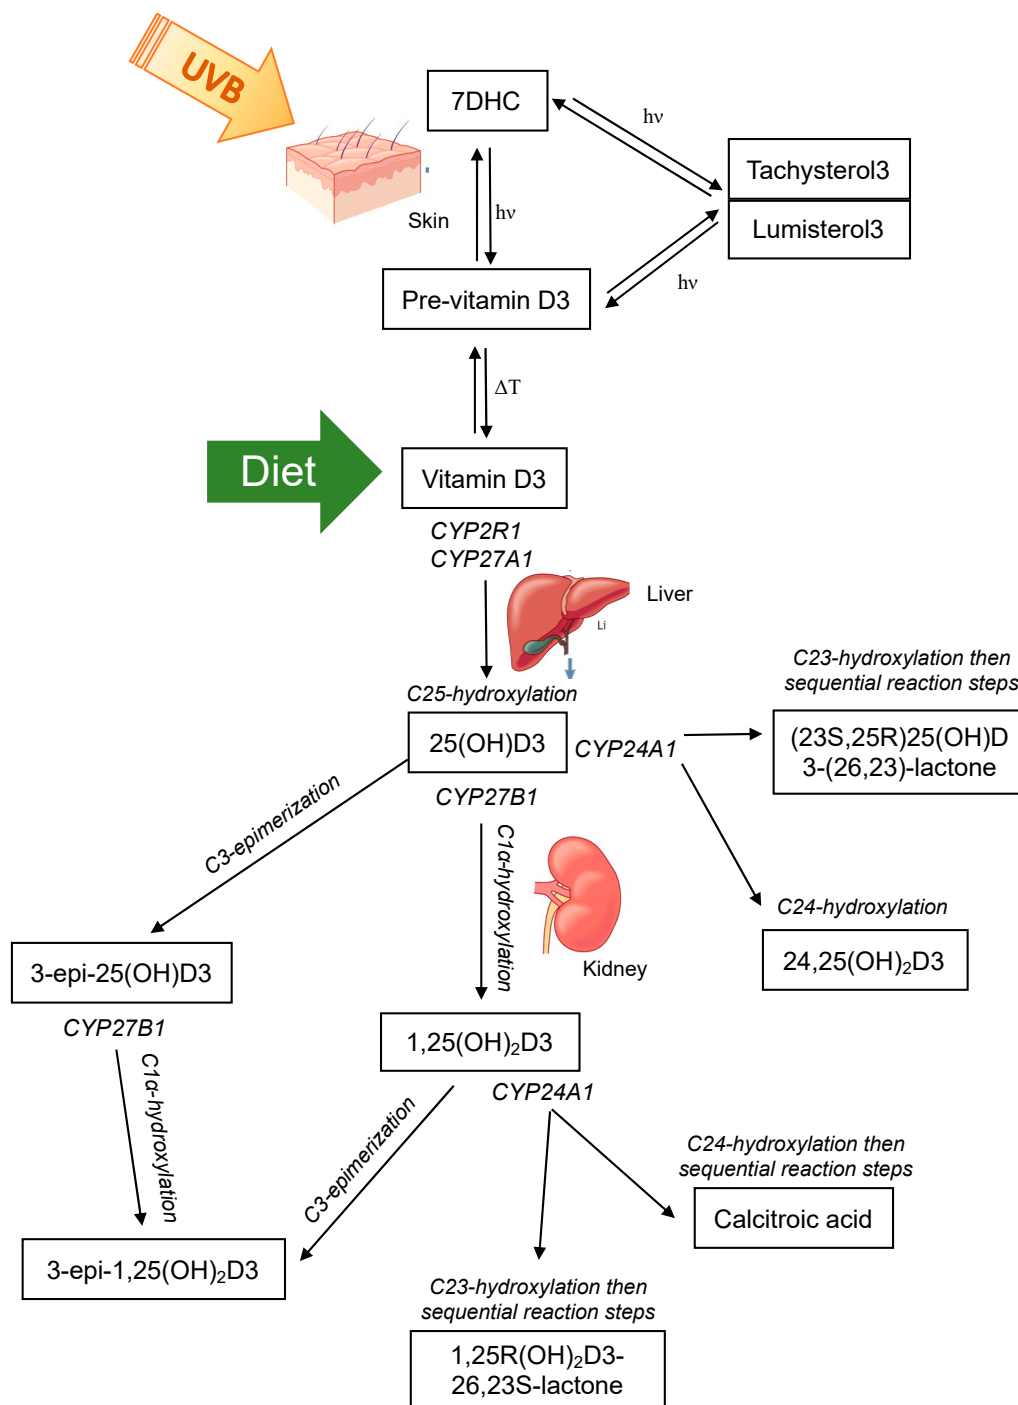 UVB
7DHC
hν
Tachysterol3
Lumisterol3
Skin
hν
hν
Pre-vitamin D3
ΔT
Diet
Vitamin D3
CYP2R1
CYP27A1
Liver
Li
C25-hydroxylation
C23-hydroxylation then
sequential reaction steps
25(OH)D3
CYP24A1
(23S,25R)25(OH)D
3-(26,23)-lactone
CYP27B1
C3-epimerization
C1α-hydroxylation
C24-hydroxylation
24,25(OH)₂D3
Kidney
3-epi-25(OH)D3
CYP27B1
C1α-hydroxylation
1,25(OH)₂D3
CYP24A1
C3-epimerization
C24-hydroxylation then
sequential reaction steps
Calcitroic acid
3-epi-1,25(OH)₂D3
C23-hydroxylation then
sequential reaction steps
1,25R(OH)₂D3-
26,23S-lactone